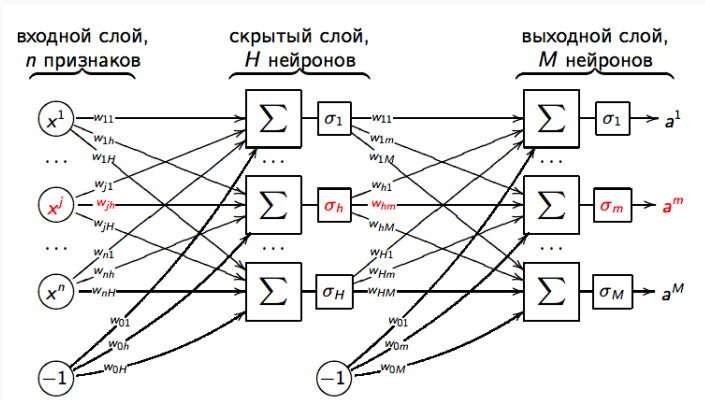 входной слой,
n признаков
скрытый слой,
H нейронов
выходной слой,
M нейронов
x¹ w₁₁ ∑ σ₁ w₁₁ ∑ σ₁ a¹
w₁ₕ w₁ₘ
··· w₁H ··· w₁M ···
wⱼ₁ wₕ₁
xʲ wⱼₕ ∑ σₕ wₕₘ ∑ σₘ aᵐ
wⱼH wₕM
··· ··· ···
wₙ₁ wH₁
wₙₕ wHₘ
xⁿ wₙH ∑ σH wHM ∑ σM aᴹ
w₀₁ w₀₁
w₀ₕ w₀ₘ
w₀H w₀M
−1 −1